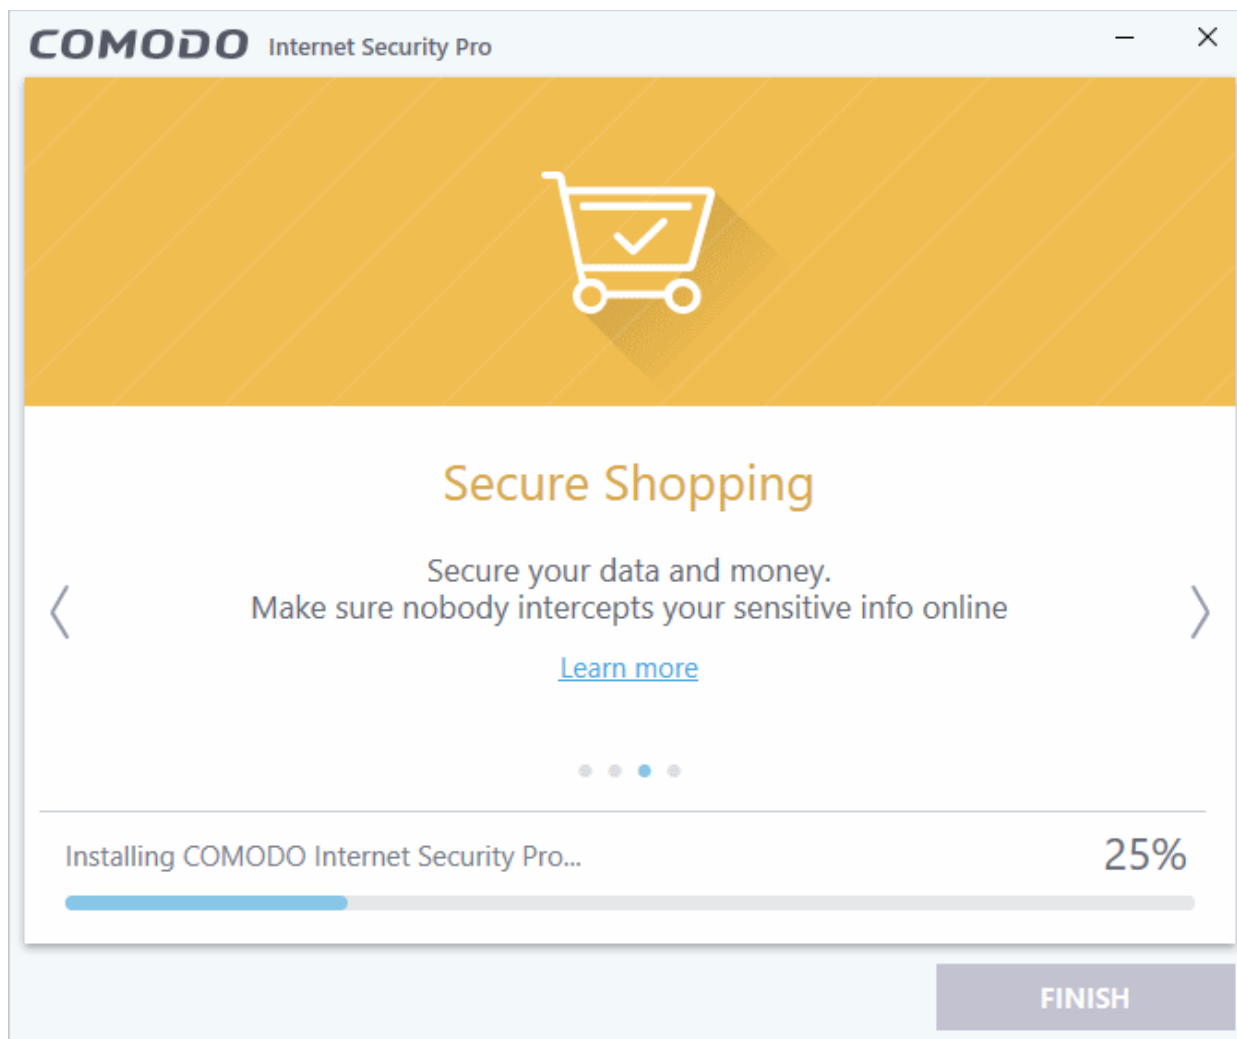 COMODO Internet Security Pro
Secure Shopping
Secure your data and money.
Make sure nobody intercepts your sensitive info online
Learn more
Installing COMODO Internet Security Pro... 25%
FINISH